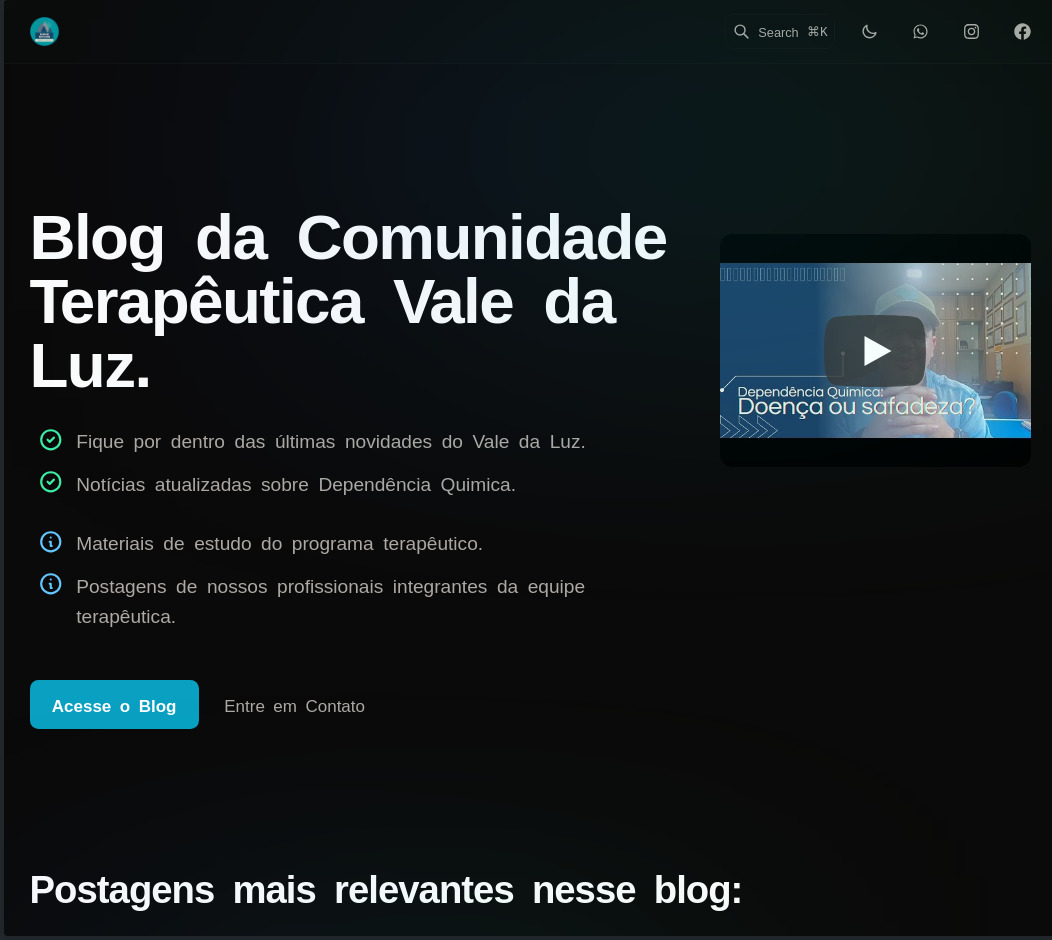 Search ⌘K
Blog da Comunidade
Terapêutica Vale da
Luz.
Dependência Quimica:
Doença ou safadeza?
Fique por dentro das últimas novidades do Vale da Luz.
Notícias atualizadas sobre Dependência Quimica.
Materiais de estudo do programa terapêutico.
Postagens de nossos profissionais integrantes da equipe
terapêutica.
Acesse o Blog
Entre em Contato
Postagens mais relevantes nesse blog: